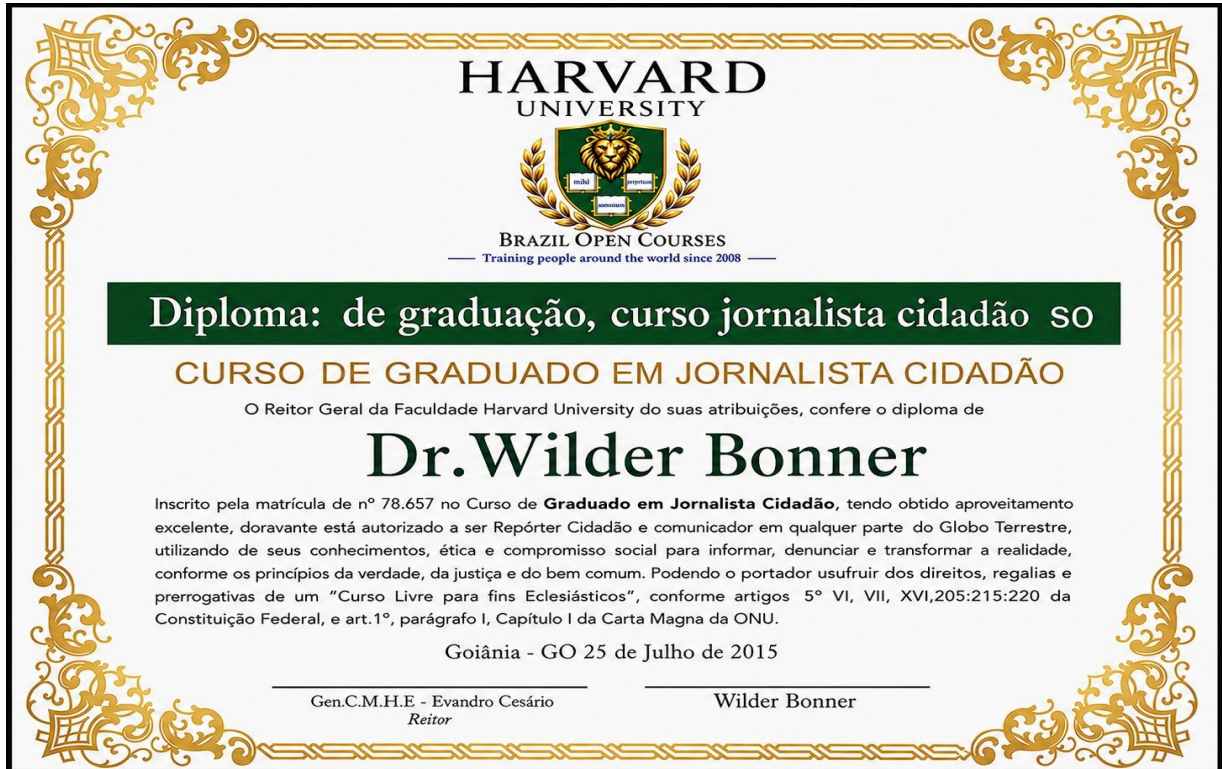 HARVARD
UNIVERSITY
mihi
perpetuum
somnium
BRAZIL OPEN COURSES
Training people around the world since 2008
Diploma: de graduação, curso jornalista cidadão so
CURSO DE GRADUADO EM JORNALISTA CIDADÃO
O Reitor Geral da Faculdade Harvard University do suas atribuições, confere o diploma de
Dr.Wilder Bonner
Inscrito pela matrícula de nº 78.657 no Curso de Graduado em Jornalista Cidadão, tendo obtido aproveitamento
excelente, doravante está autorizado a ser Repórter Cidadão e comunicador em qualquer parte do Globo Terrestre,
utilizando de seus conhecimentos, ética e compromisso social para informar, denunciar e transformar a realidade,
conforme os princípios da verdade, da justiça e do bem comum. Podendo o portador usufruir dos direitos, regalias e
prerrogativas de um “Curso Livre para fins Eclesiásticos”, conforme artigos 5º VI, VII, XVI,205:215:220 da
Constituição Federal, e art.1º, parágrafo I, Capítulo I da Carta Magna da ONU.
Goiânia - GO 25 de Julho de 2015
Gen.C.M.H.E - Evandro Cesário
Reitor
Wilder Bonner